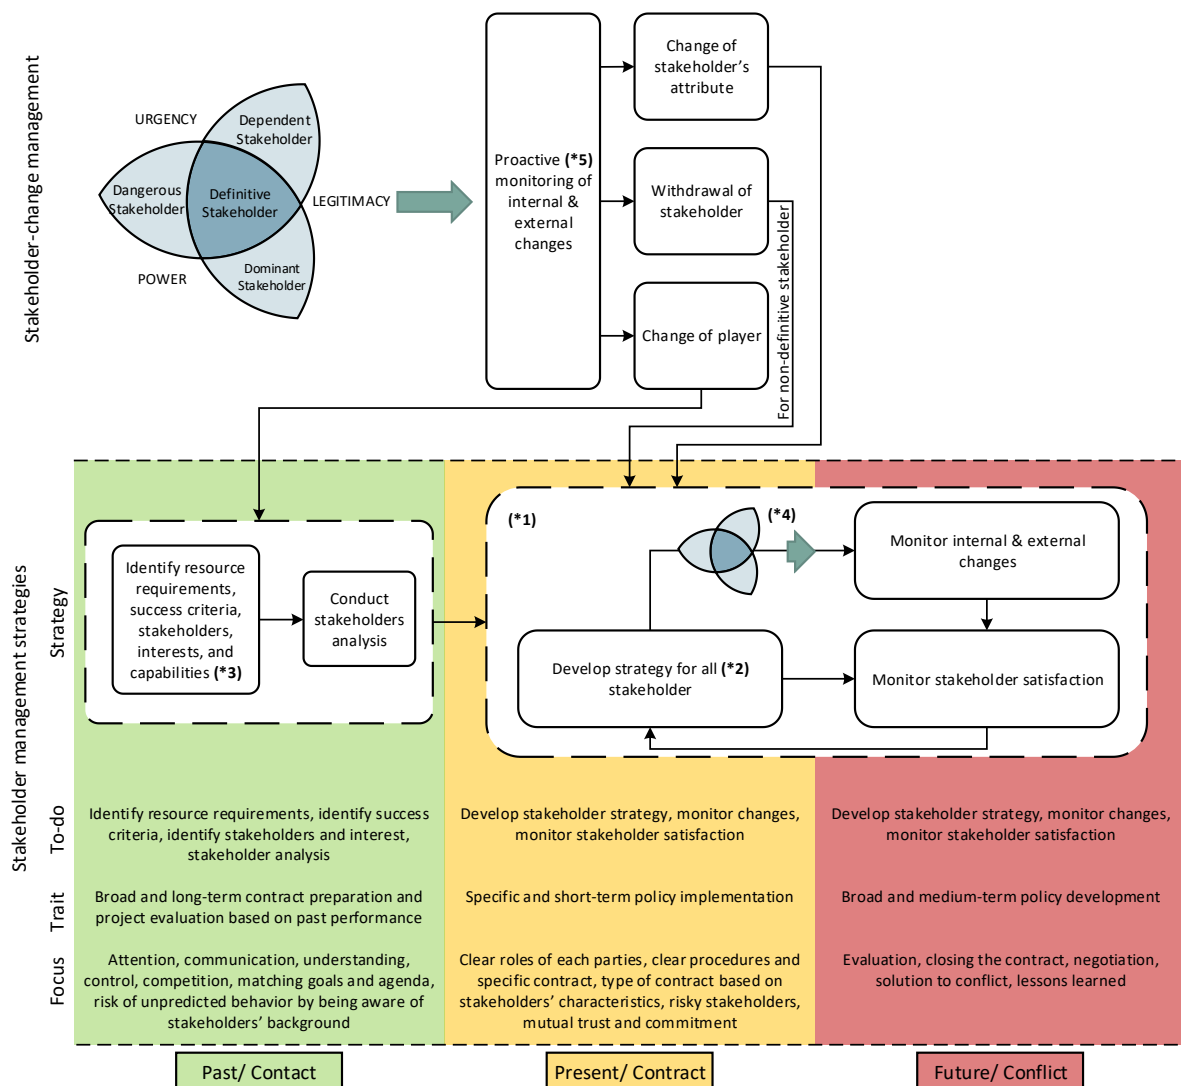 Stakeholder-change management
URGENCY
Dependent
Stakeholder
Dangerous
Stakeholder
Definitive
Stakeholder
LEGITIMACY
POWER
Dominant
Stakeholder
Proactive (*5)
monitoring of
internal &
external
changes
Change of
stakeholder's
attribute
Withdrawal of
stakeholder
Change of player
For non-definitive stakeholder
Stakeholder management strategies
Strategy
Identify resource
requirements,
success criteria,
stakeholders,
interests, and
capabilities (*3)
Conduct
stakeholders
analysis
(*1)
(*4)
Monitor internal & external
changes
Develop strategy for all (*2)
stakeholder
Monitor stakeholder satisfaction
To-do
Identify resource requirements, identify success
criteria, identify stakeholders and interest,
stakeholder analysis
Develop stakeholder strategy, monitor changes,
monitor stakeholder satisfaction
Develop stakeholder strategy, monitor changes,
monitor stakeholder satisfaction
Trait
Broad and long-term contract preparation and
project evaluation based on past performance
Specific and short-term policy implementation
Broad and medium-term policy development
Focus
Attention, communication, understanding,
control, competition, matching goals and agenda,
risk of unpredicted behavior by being aware of
stakeholders' background
Clear roles of each parties, clear procedures and
specific contract, type of contract based on
stakeholders' characteristics, risky stakeholders,
mutual trust and commitment
Evaluation, closing the contract, negotiation,
solution to conflict, lessons learned
Past/ Contact
Present/ Contract
Future/ Conflict